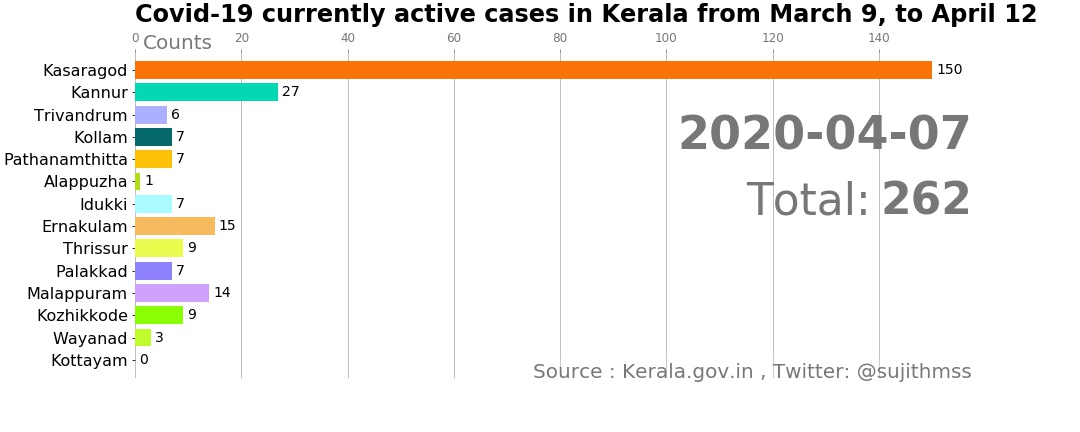 Covid-19 currently active cases in Kerala from March 9, to April 12
0 20 40 60 80 100 120 140
Counts
Kasaragod 150
Kannur 27
Trivandrum 6
Kollam 7
2020-04-07
Pathanamthitta 7
Alappuzha 1
Idukki 7
Total: 262
Ernakulam 15
Thrissur 9
Palakkad 7
Malappuram 14
Kozhikkode 9
Wayanad 3
Kottayam 0
Source : Kerala.gov.in , Twitter: @sujithmss